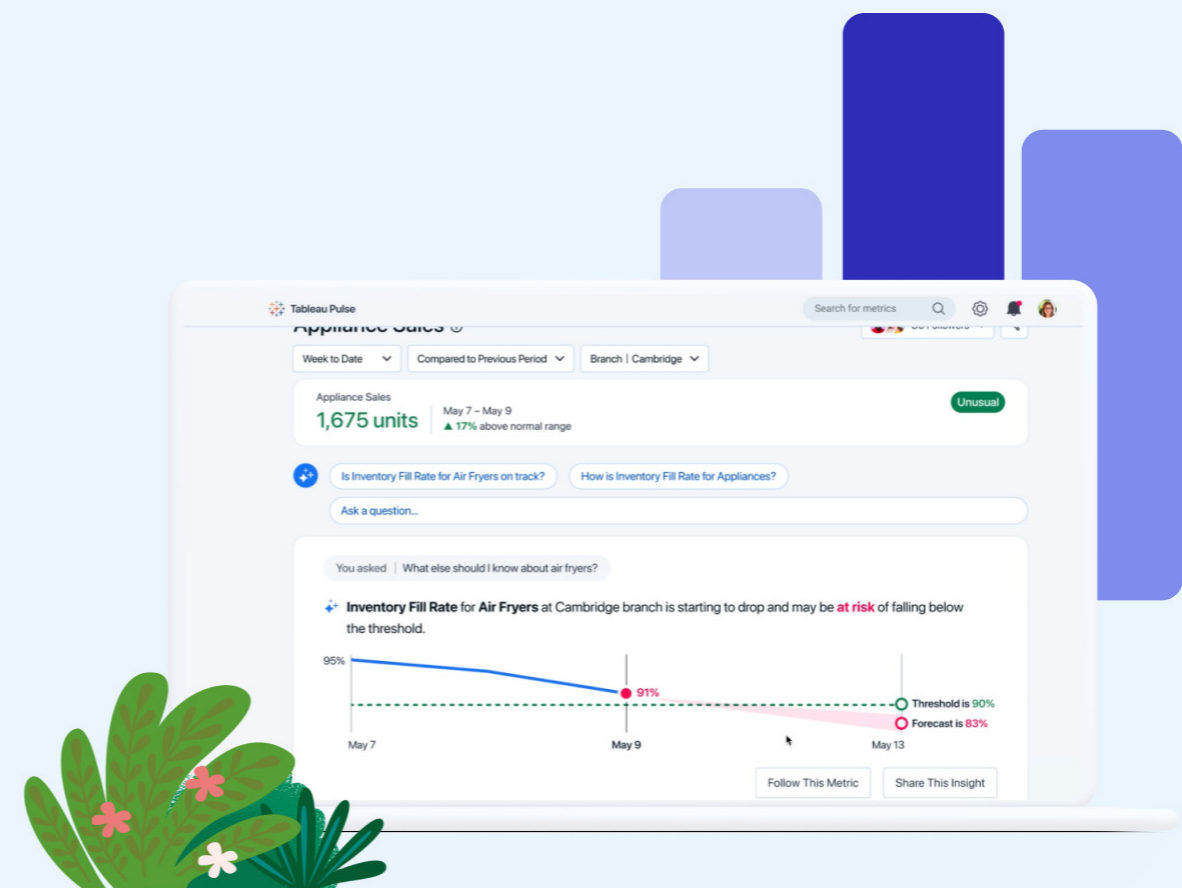 Tableau Pulse
Search for metrics
Appliance Sales
Week to Date
Compared to Previous Period
Branch | Cambridge
Appliance Sales
1,675 units
May 7 – May 9
▲ 17% above normal range
Unusual
Is Inventory Fill Rate for Air Fryers on track?
How is Inventory Fill Rate for Appliances?
Ask a question...
You asked | What else should I know about air fryers?
Inventory Fill Rate for Air Fryers at Cambridge branch is starting to drop and may be at risk of falling below
the threshold.
95%
91%
Threshold is 90%
Forecast is 83%
May 7
May 9
May 13
Follow This Metric
Share This Insight